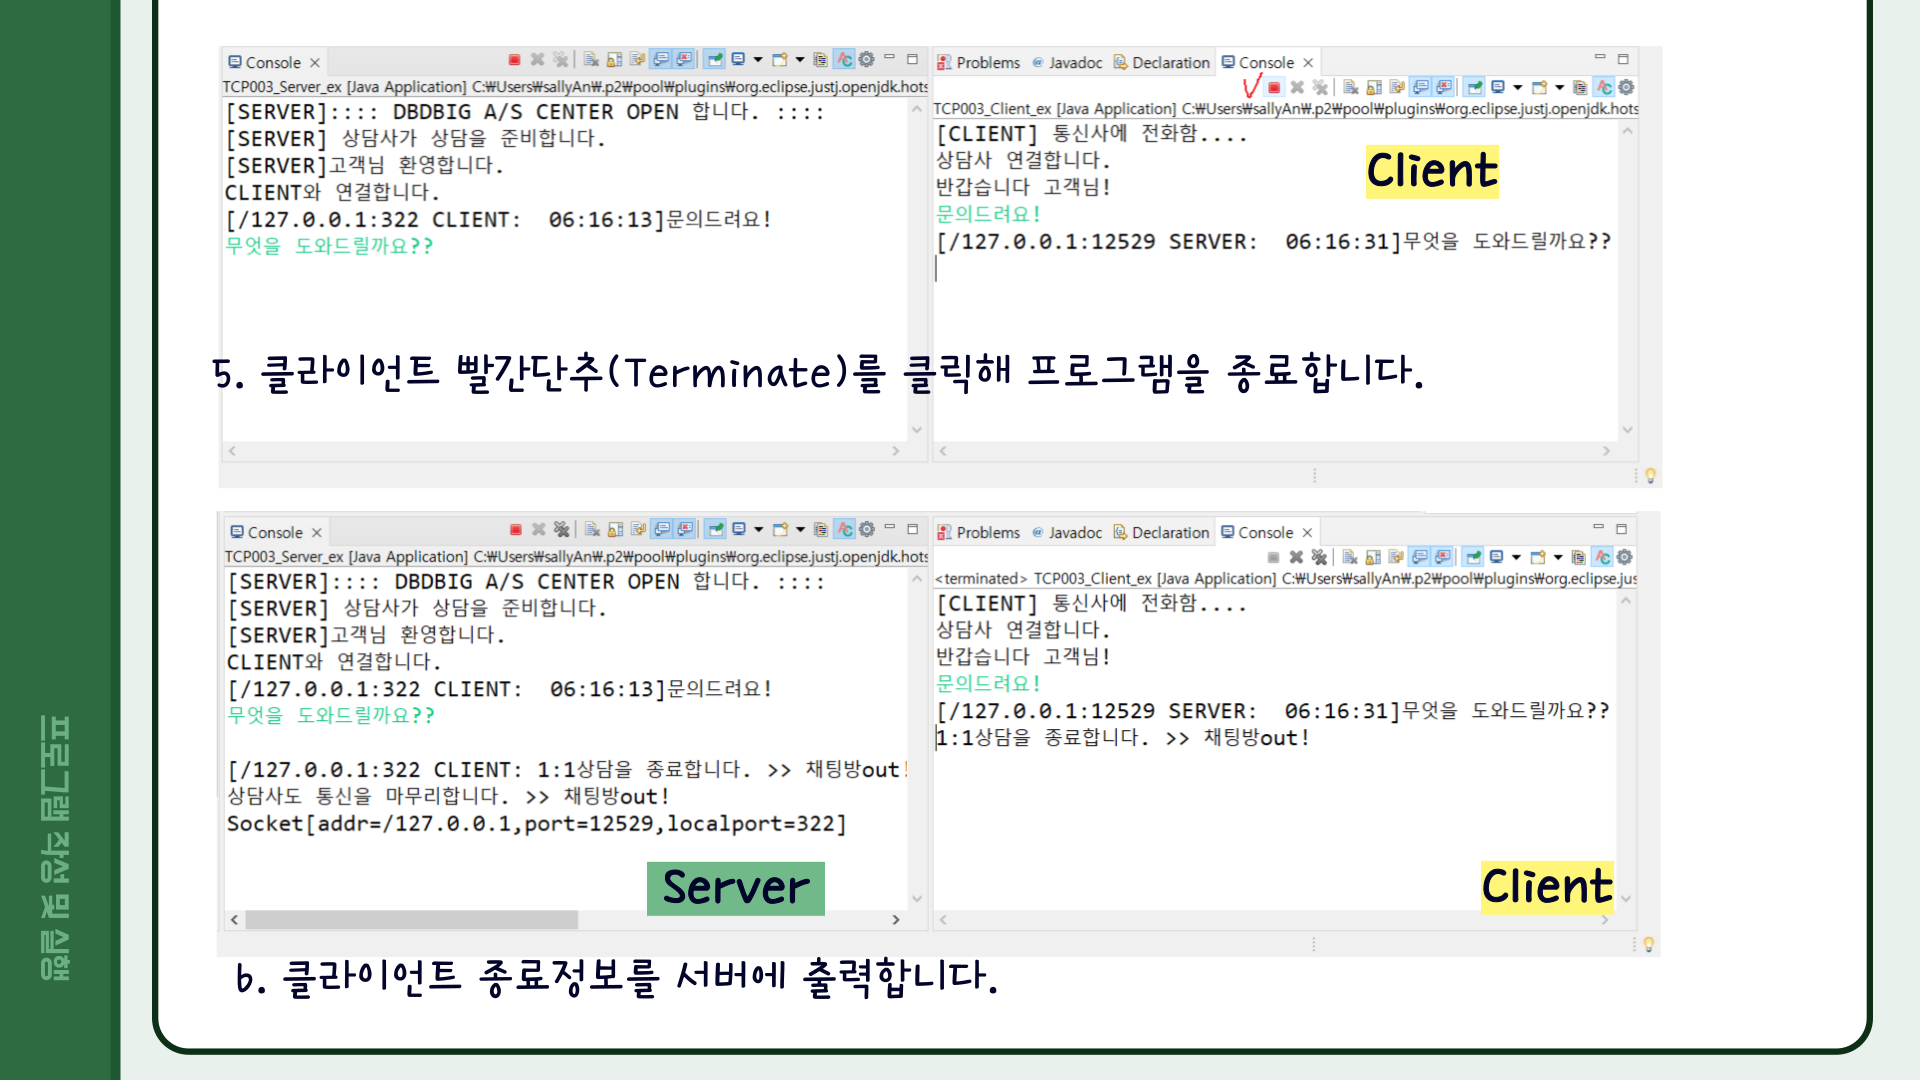 Console
TCP003_Server_ex [Java Application] C:₩Users₩sallyAn₩.p2₩pool₩plugins₩org.eclipse.justj.openjdk.hots
[SERVER]:::: DBDBIG A/S CENTER OPEN 합니다. ::::
[SERVER] 상담사가 상담을 준비합니다.
[SERVER]고객님 환영합니다.
CLIENT와 연결합니다.
[/127.0.0.1:322 CLIENT:  06:16:13]문의드려요!
무엇을 도와드릴까요??
Problems @ Javadoc Declaration Console
TCP003_Client_ex [Java Application] C:₩Users₩sallyAn₩.p2₩pool₩plugins₩org.eclipse.justj.openjdk.hots
[CLIENT] 통신사에 전화함....
상담사 연결합니다.
반갑습니다 고객님!
문의드려요!
[/127.0.0.1:12529 SERVER:  06:16:31]무엇을 도와드릴까요??
Client
5. 클라이언트 빨간단추(Terminate)를 클릭해 프로그램을 종료합니다.
Console
TCP003_Server_ex [Java Application] C:₩Users₩sallyAn₩.p2₩pool₩plugins₩org.eclipse.justj.openjdk.hots
[SERVER]:::: DBDBIG A/S CENTER OPEN 합니다. ::::
[SERVER] 상담사가 상담을 준비합니다.
[SERVER]고객님 환영합니다.
CLIENT와 연결합니다.
[/127.0.0.1:322 CLIENT:  06:16:13]문의드려요!
무엇을 도와드릴까요??
[/127.0.0.1:322 CLIENT: 1:1상담을 종료합니다. >> 채팅방out!
상담사도 통신을 마무리합니다. >> 채팅방out!
Socket[addr=/127.0.0.1,port=12529,localport=322]
Server
Problems @ Javadoc Declaration Console
<terminated> TCP003_Client_ex [Java Application] C:₩Users₩sallyAn₩.p2₩pool₩plugins₩org.eclipse.jus
[CLIENT] 통신사에 전화함....
상담사 연결합니다.
반갑습니다 고객님!
문의드려요!
[/127.0.0.1:12529 SERVER:  06:16:31]무엇을 도와드릴까요??
1:1상담을 종료합니다. >> 채팅방out!
Client
6. 클라이언트 종료정보를 서버에 출력합니다.
프로그램 작성 및 실행